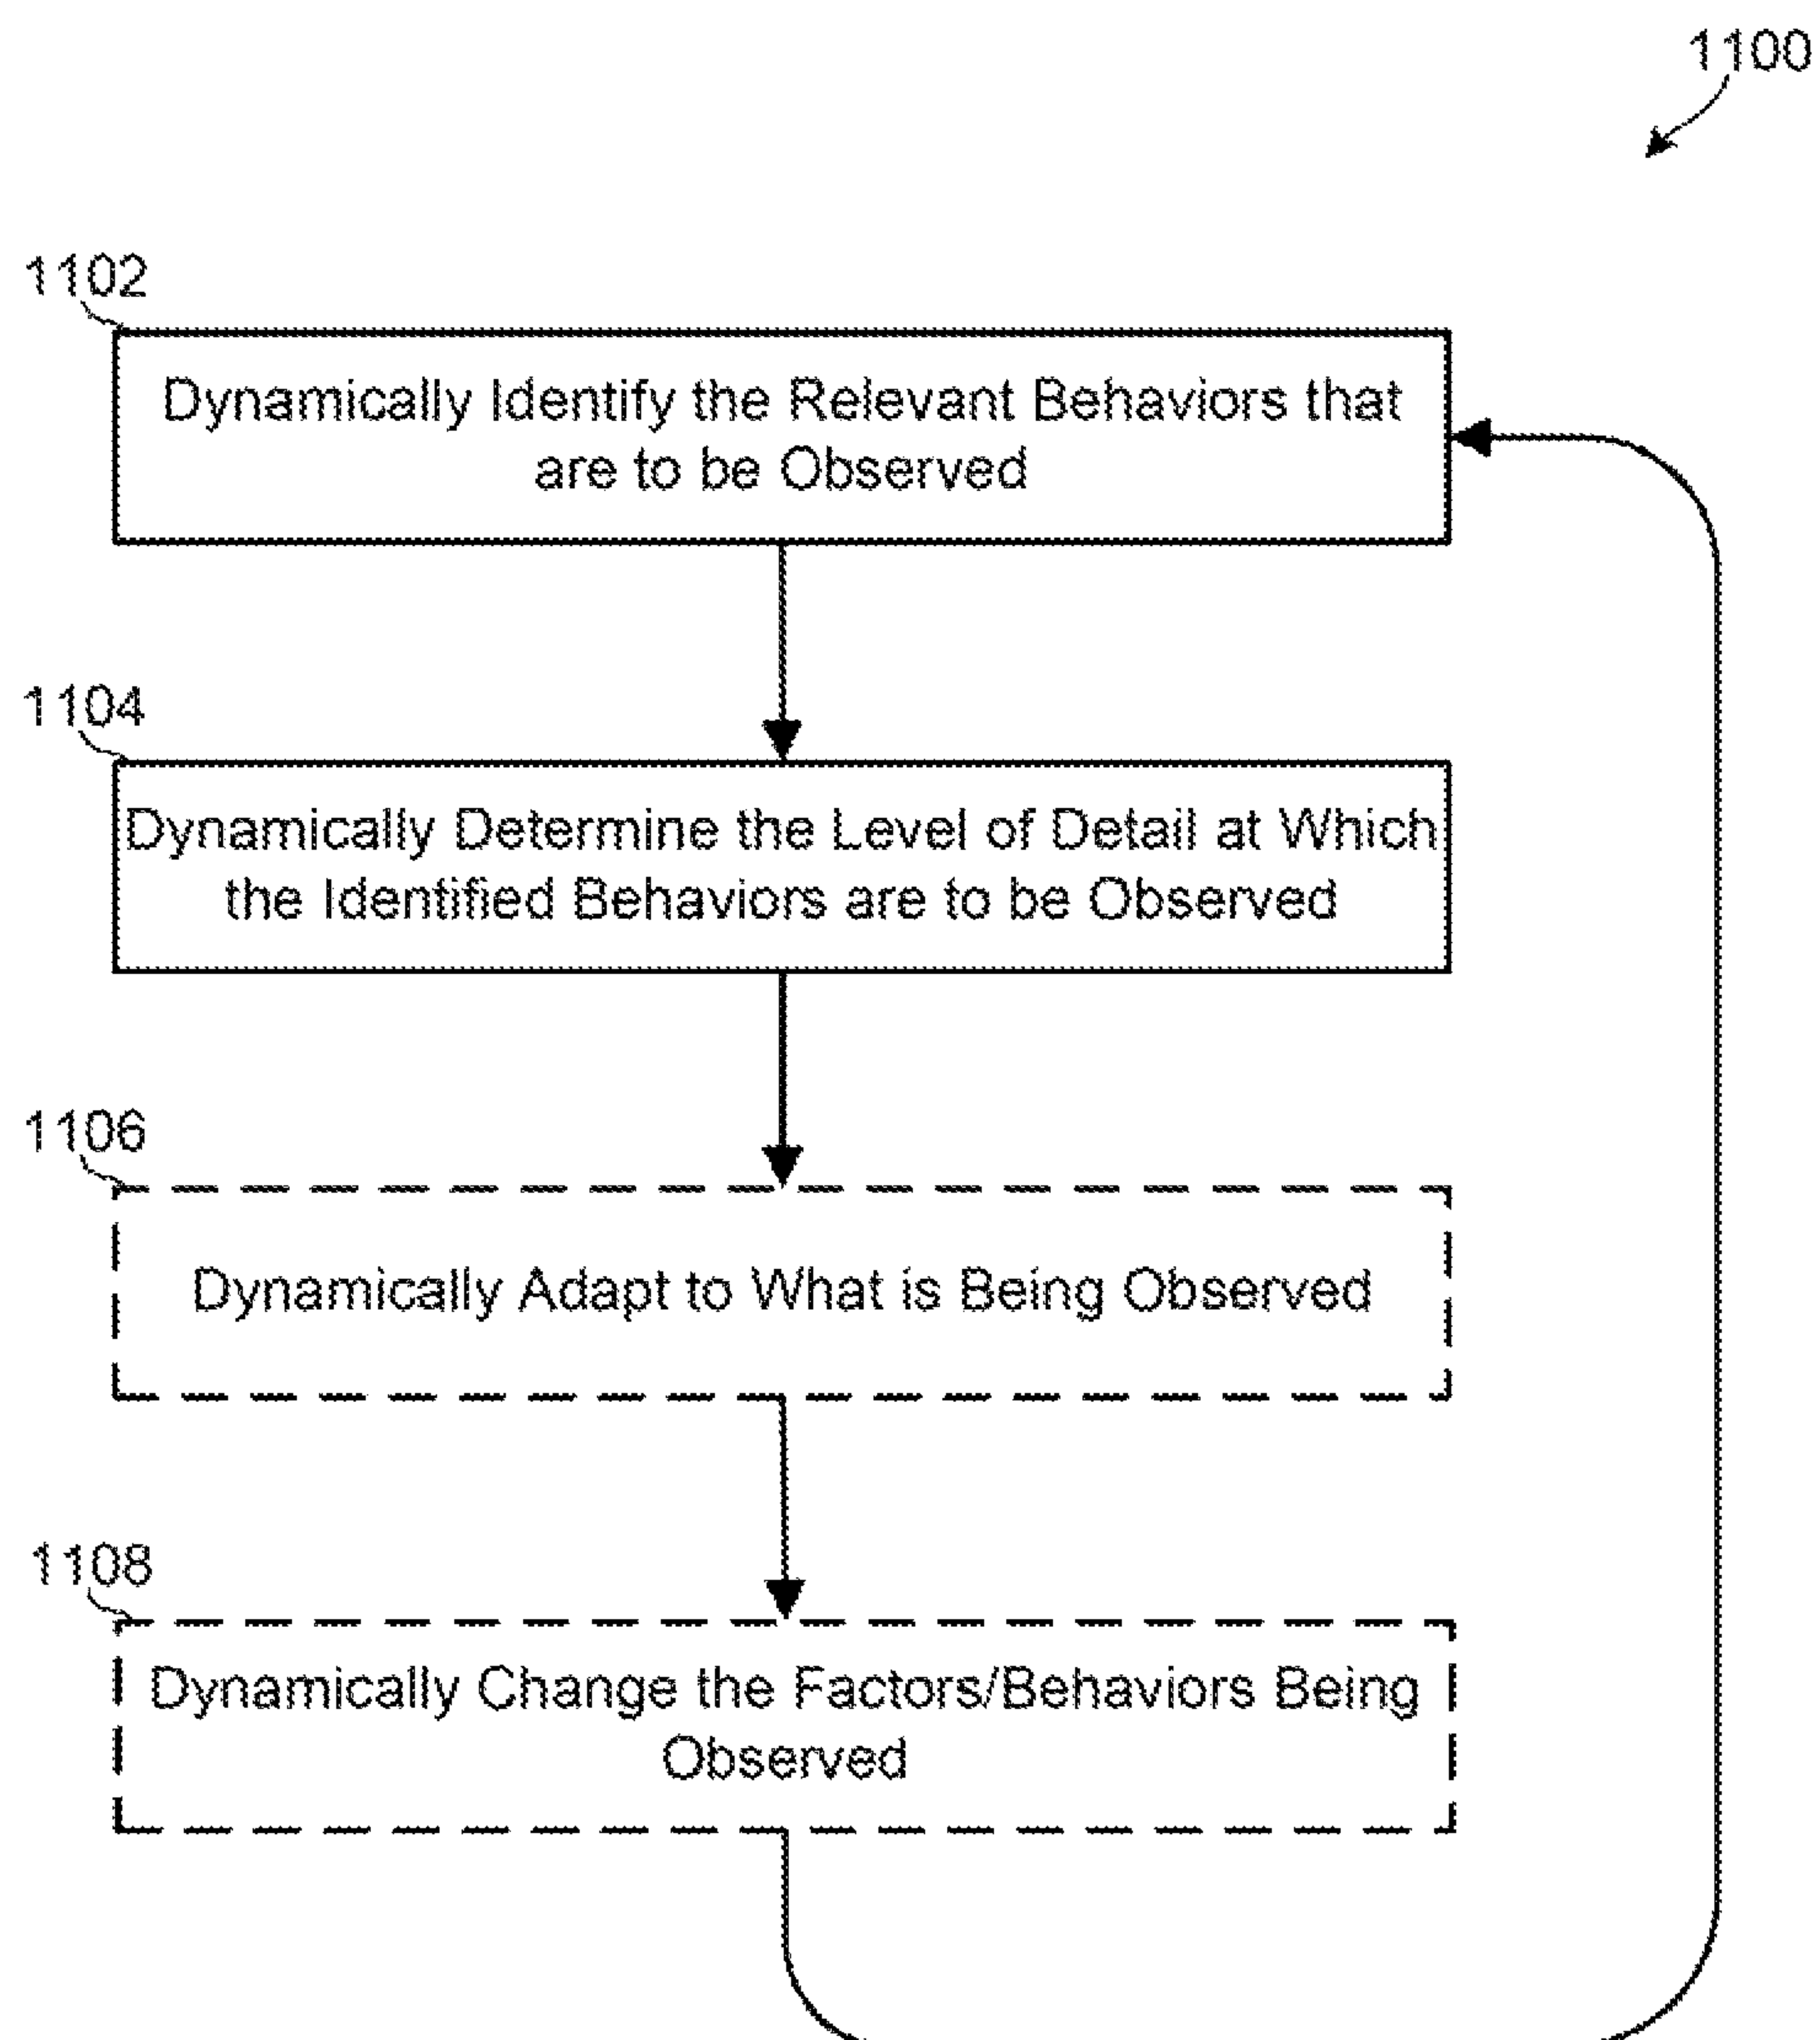 1100
1102
Dynamically Identify the Relevant Behaviors that
are to be Observed
1104
Dynamically Determine the Level of Detail at Which
the Identified Behaviors are to be Observed
1106
Dynamically Adapt to What is Being Observed
1108
Dynamically Change the Factors/Behaviors Being
Observed